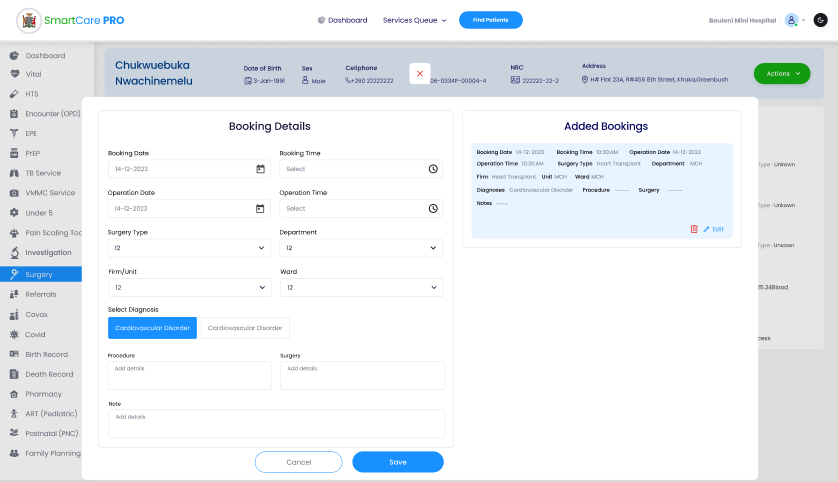 SmartCare PRO
Dashboard
Services Queue
Find Patients
Bauleni Mini Hospital
Dashboard
Vital
HTS
Encounter (OPD)
EPE
PrEP
TB Service
VMMC Service
Under 5
Pain Scaling Too
Investigation
Surgery
Referrals
Covax
Covid
Birth Record
Death Record
Pharmacy
ART (Pediatric)
Postnatal (PNC)
Family Planning
Chukwuebuka
Nwachinemelu
Date of Birth
3-Jan-1991
Sex
Male
Cellphone
+260 22222222
06-0334P-00004-4
NRC
222222-22-2
Address
H# Flat 23A, R#456 8th Street, Khaka,Greenbush
Actions
Booking Details
Booking Date
14-12-2023
Booking Time
Select
Operation Date
14-12-2023
Operation Time
Select
Surgery Type
12
Department
12
Firm/Unit
12
Ward
12
Select Diagnosis
Cardiovascular Disorder
Cardiovascular Disorder
Procedure
Add details
Surgery
Add details
Note
Add details
Cancel
Save
Added Bookings
Booking Date 14-12-2023 Booking Time 10:30AM Operation Date 14-12-2023
Operation Time 10:30AM Surgery Type Heart Transplant Department MCH
Firm Heart Transplant Unit MCH Ward MCH
Diagnoses Cardiovascular Disorder Procedure ----- Surgery -----
Notes ----
Edit
Type : Unkown
Type : Unkown
Type : Unkown
25.34Blood
cess